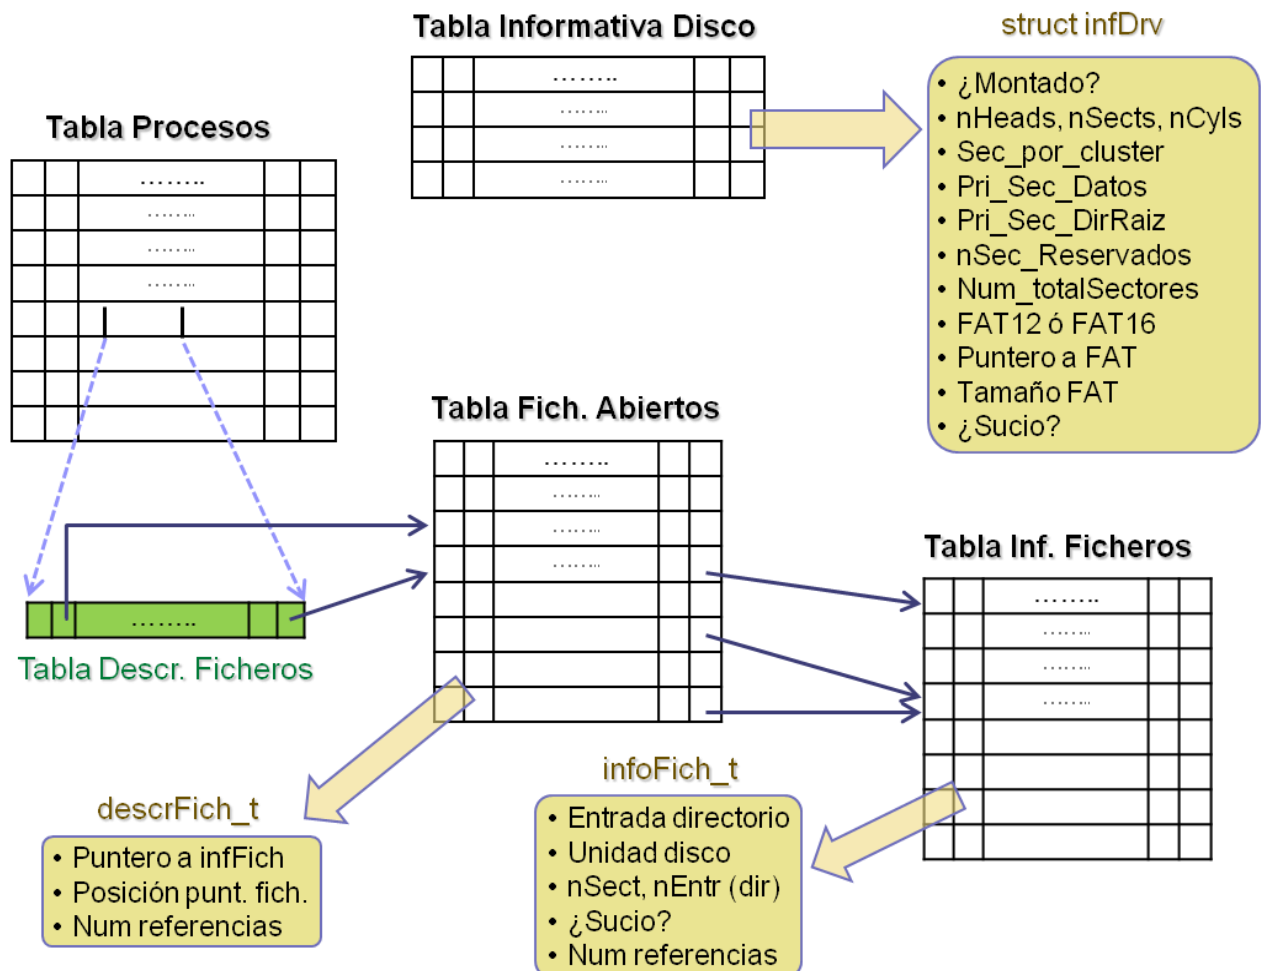 Tabla Informativa Disco
struct infDrv
……..
……..
……..
……..
• ¿Montado?
• nHeads, nSects, nCyls
• Sec_por_cluster
• Pri_Sec_Datos
• Pri_Sec_DirRaiz
• nSec_Reservados
• Num_totalSectores
• FAT12 ó FAT16
• Puntero a FAT
• Tamaño FAT
• ¿Sucio?
Tabla Procesos
……..
……..
……..
……..
Tabla Fich. Abiertos
……..
……..
……..
……..
Tabla Inf. Ficheros
……..
……..
……..
……..
……..
Tabla Descr. Ficheros
descrFich_t
• Puntero a infFich
• Posición punt. fich.
• Num referencias
infoFich_t
• Entrada directorio
• Unidad disco
• nSect, nEntr (dir)
• ¿Sucio?
• Num referencias